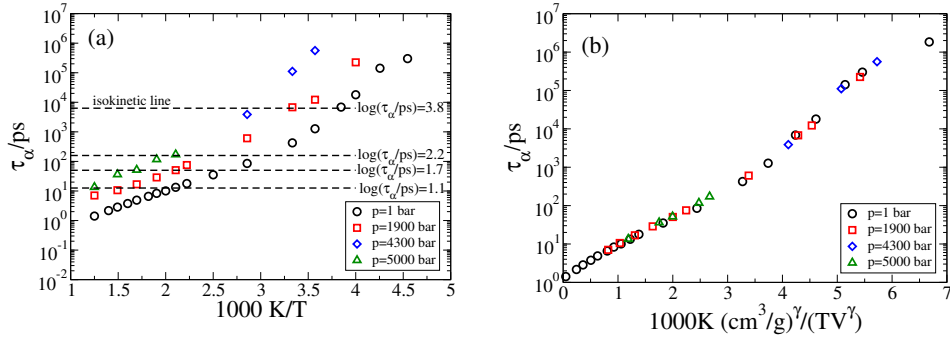 (a)
10^7
10^6
10^5
10^4
10^3
10^2
10^1
10^0
10^-1
10^-2
τ_α/ps
isokinetic line
log(τ_α/ps)=3.8
log(τ_α/ps)=2.2
log(τ_α/ps)=1.7
log(τ_α/ps)=1.1
p=1 bar
p=1900 bar
p=4300 bar
p=5000 bar
1 1.5 2 2.5 3 3.5 4 4.5 5
1000 K/T
(b)
10^7
10^6
10^5
10^4
10^3
10^2
10^1
10^0
τ_α/ps
p=1 bar
p=1900 bar
p=4300 bar
p=5000 bar
0 1 2 3 4 5 6 7
1000K (cm^3/g)^γ/(TV^γ)